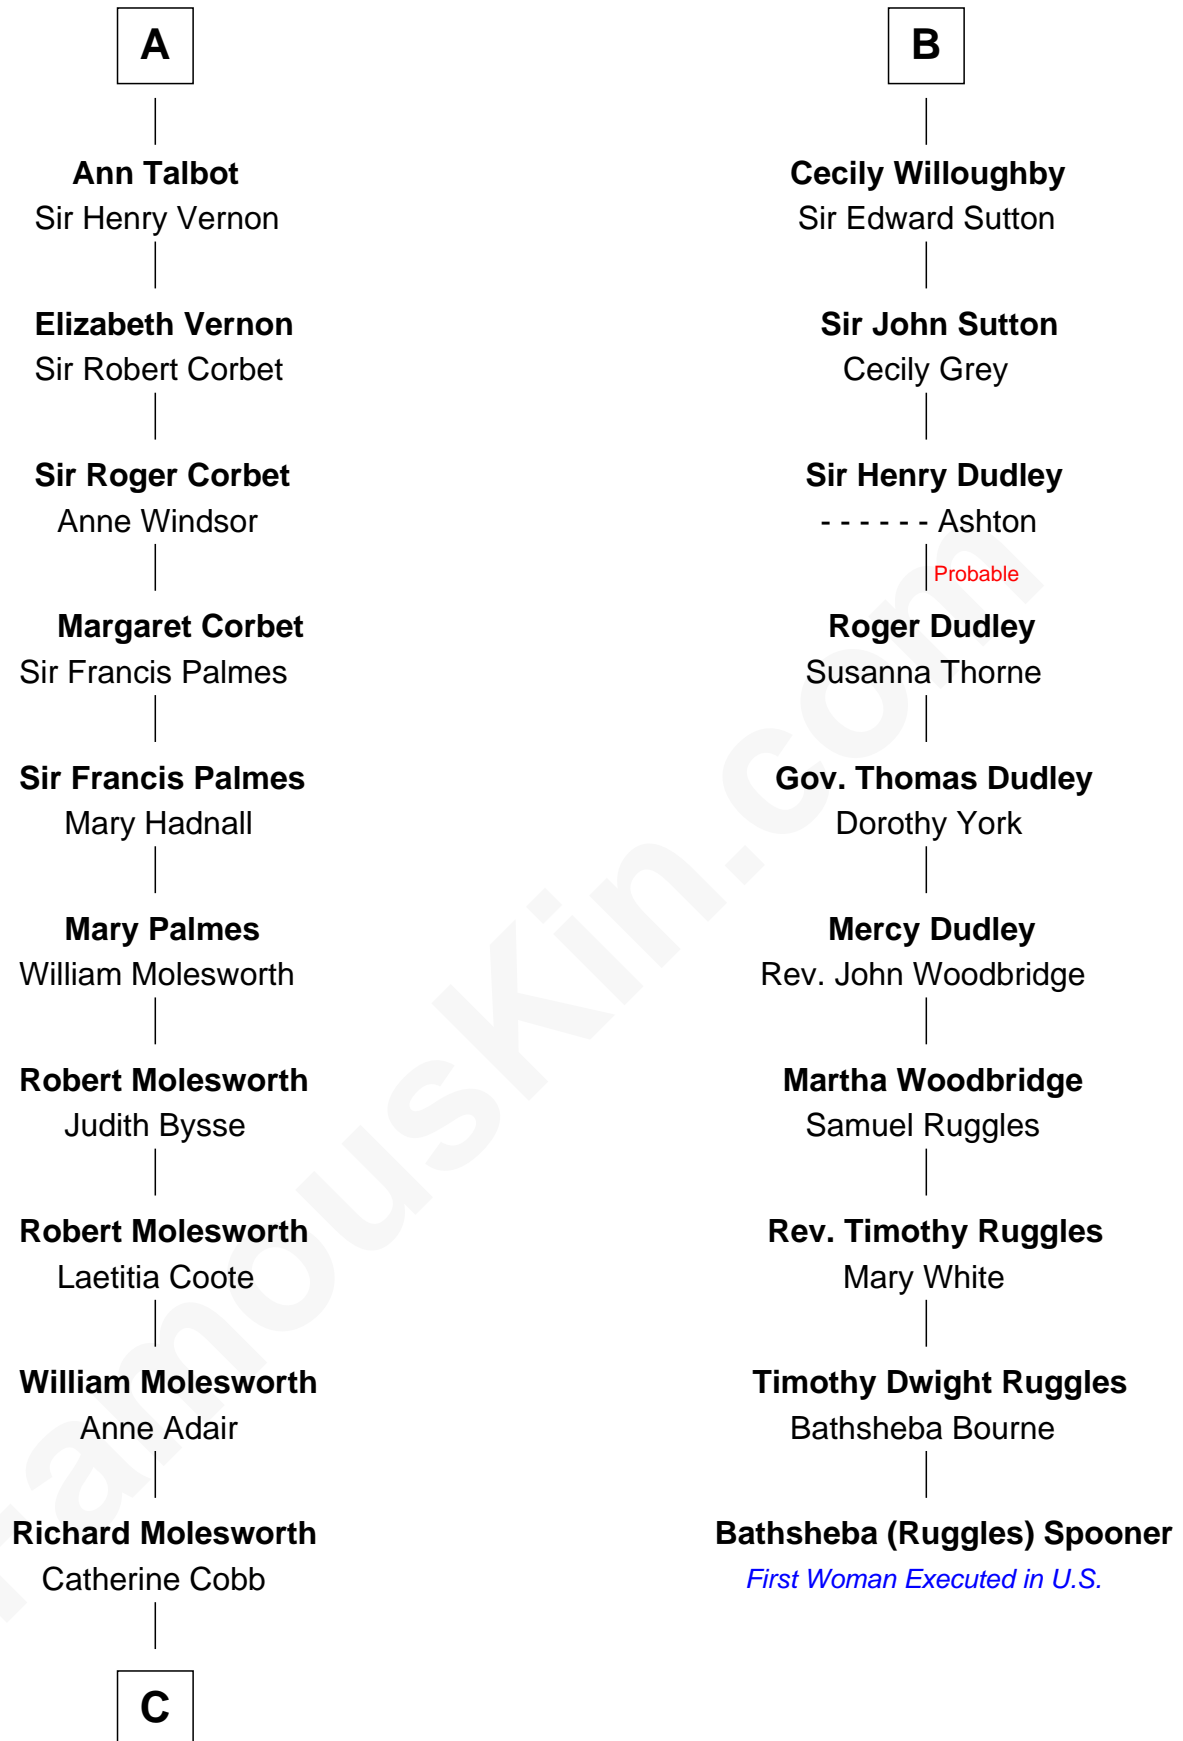 A
Ann Talbot
Sir Henry Vernon
Elizabeth Vernon
Sir Robert Corbet
Sir Roger Corbet
Anne Windsor
Margaret Corbet
Sir Francis Palmes
Sir Francis Palmes
Mary Hadnall
Mary Palmes
William Molesworth
Robert Molesworth
Judith Bysse
Robert Molesworth
Laetitia Coote
William Molesworth
Anne Adair
Richard Molesworth
Catherine Cobb
C
B
Cecily Willoughby
Sir Edward Sutton
Sir John Sutton
Cecily Grey
Sir Henry Dudley
- - - - - - Ashton
Probable
Roger Dudley
Susanna Thorne
Gov. Thomas Dudley
Dorothy York
Mercy Dudley
Rev. John Woodbridge
Martha Woodbridge
Samuel Ruggles
Rev. Timothy Ruggles
Mary White
Timothy Dwight Ruggles
Bathsheba Bourne
Bathsheba (Ruggles) Spooner
First Woman Executed in U.S.
FamousKin.com